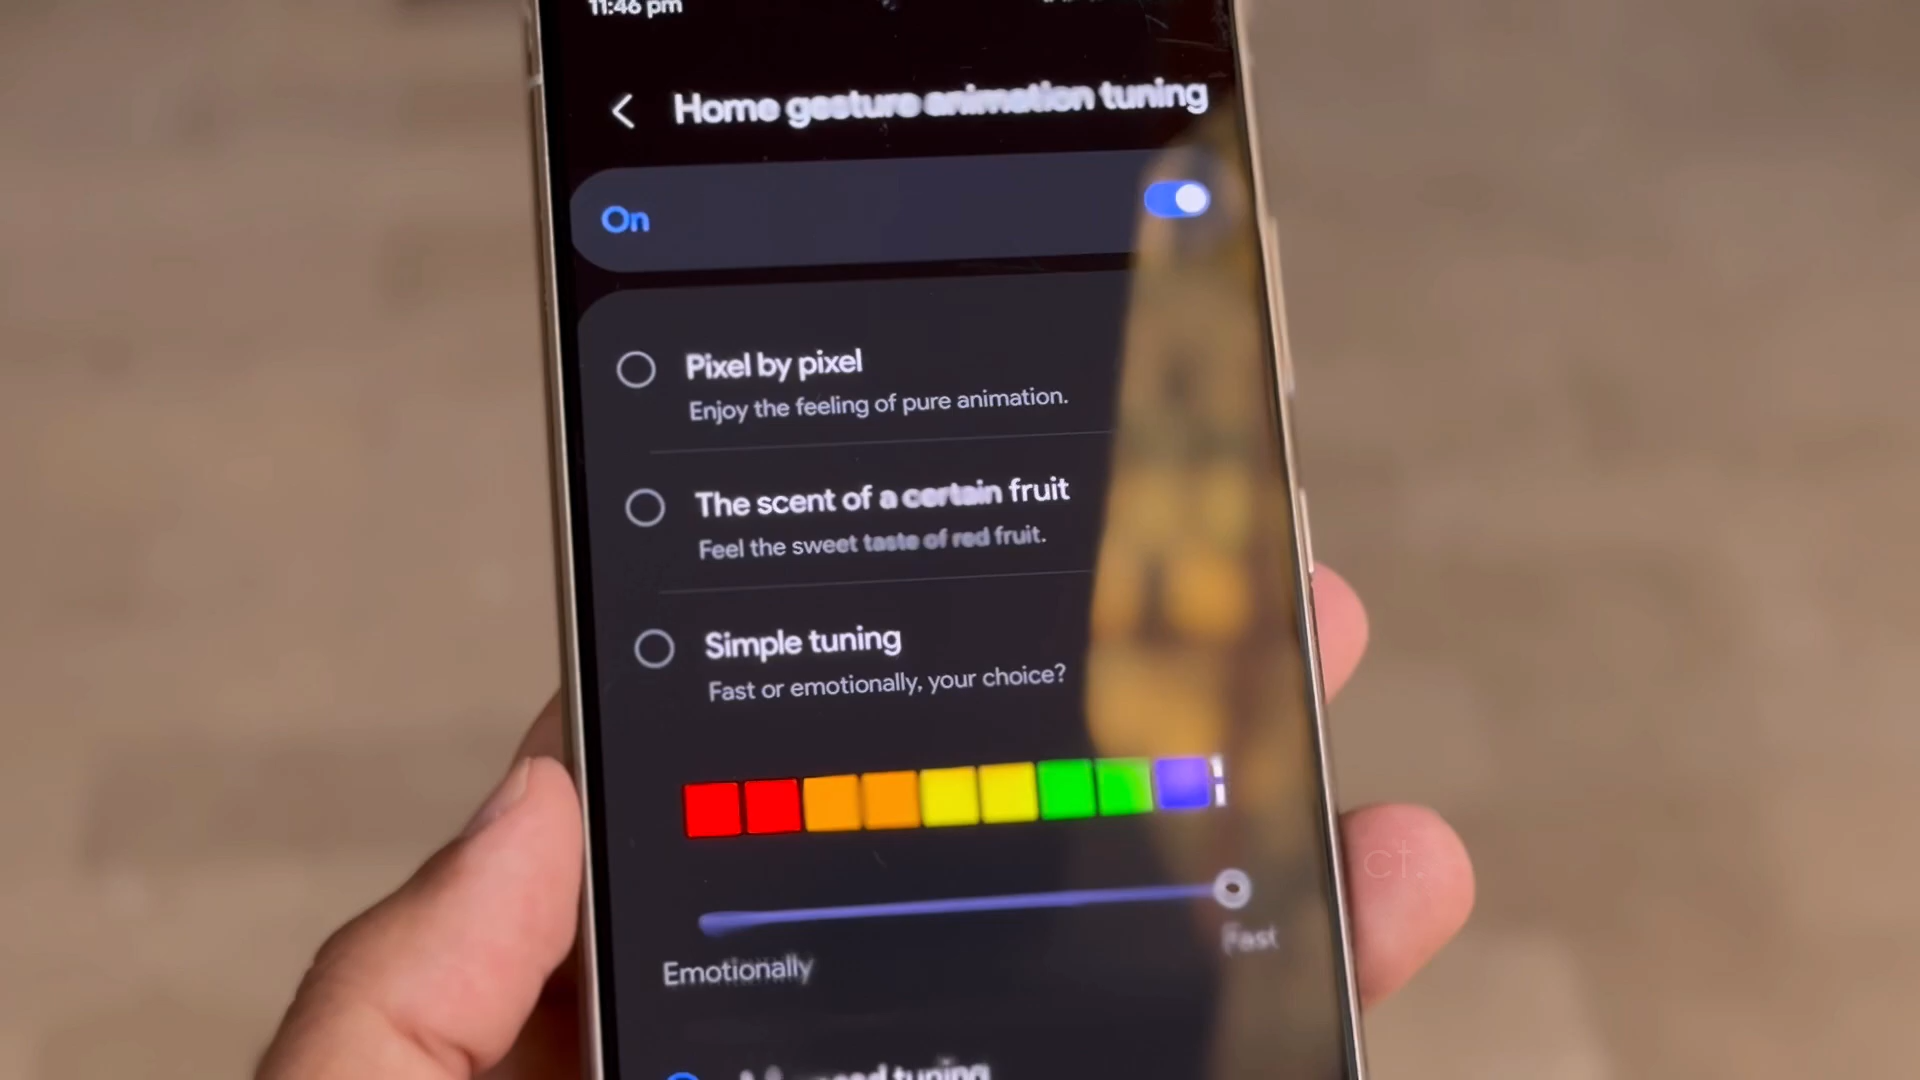 11:46 pm
Home gesture animation tuning
On
Pixel by pixel
Enjoy the feeling of pure animation.
The scent of a certain fruit
Feel the sweet taste of red fruit.
Simple tuning
Fast or emotionally, your choice?
Emotionally
Fast
tuning
ct.